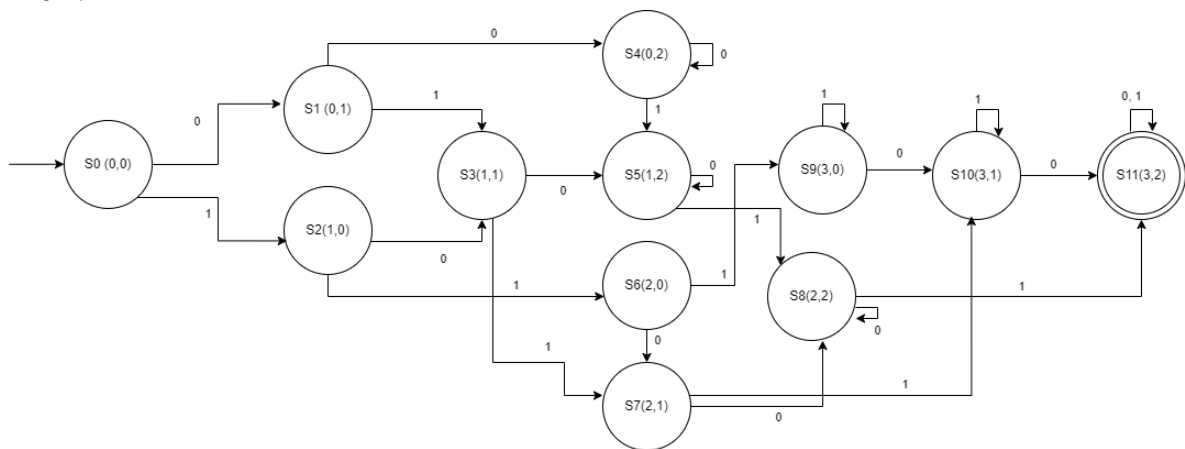 0
S4(0,2)
0
1
S1 (0,1)
1
0
S0 (0,0)
1
S3(1,1)
0
S5(1,2)
0
1
S9(3,0)
0
1
S10(3,1)
0
0, 1
S11(3,2)
1
S2(1,0)
0
1
S6(2,0)
1
S8(2,2)
0
1
0
1
S7(2,1)
1
0